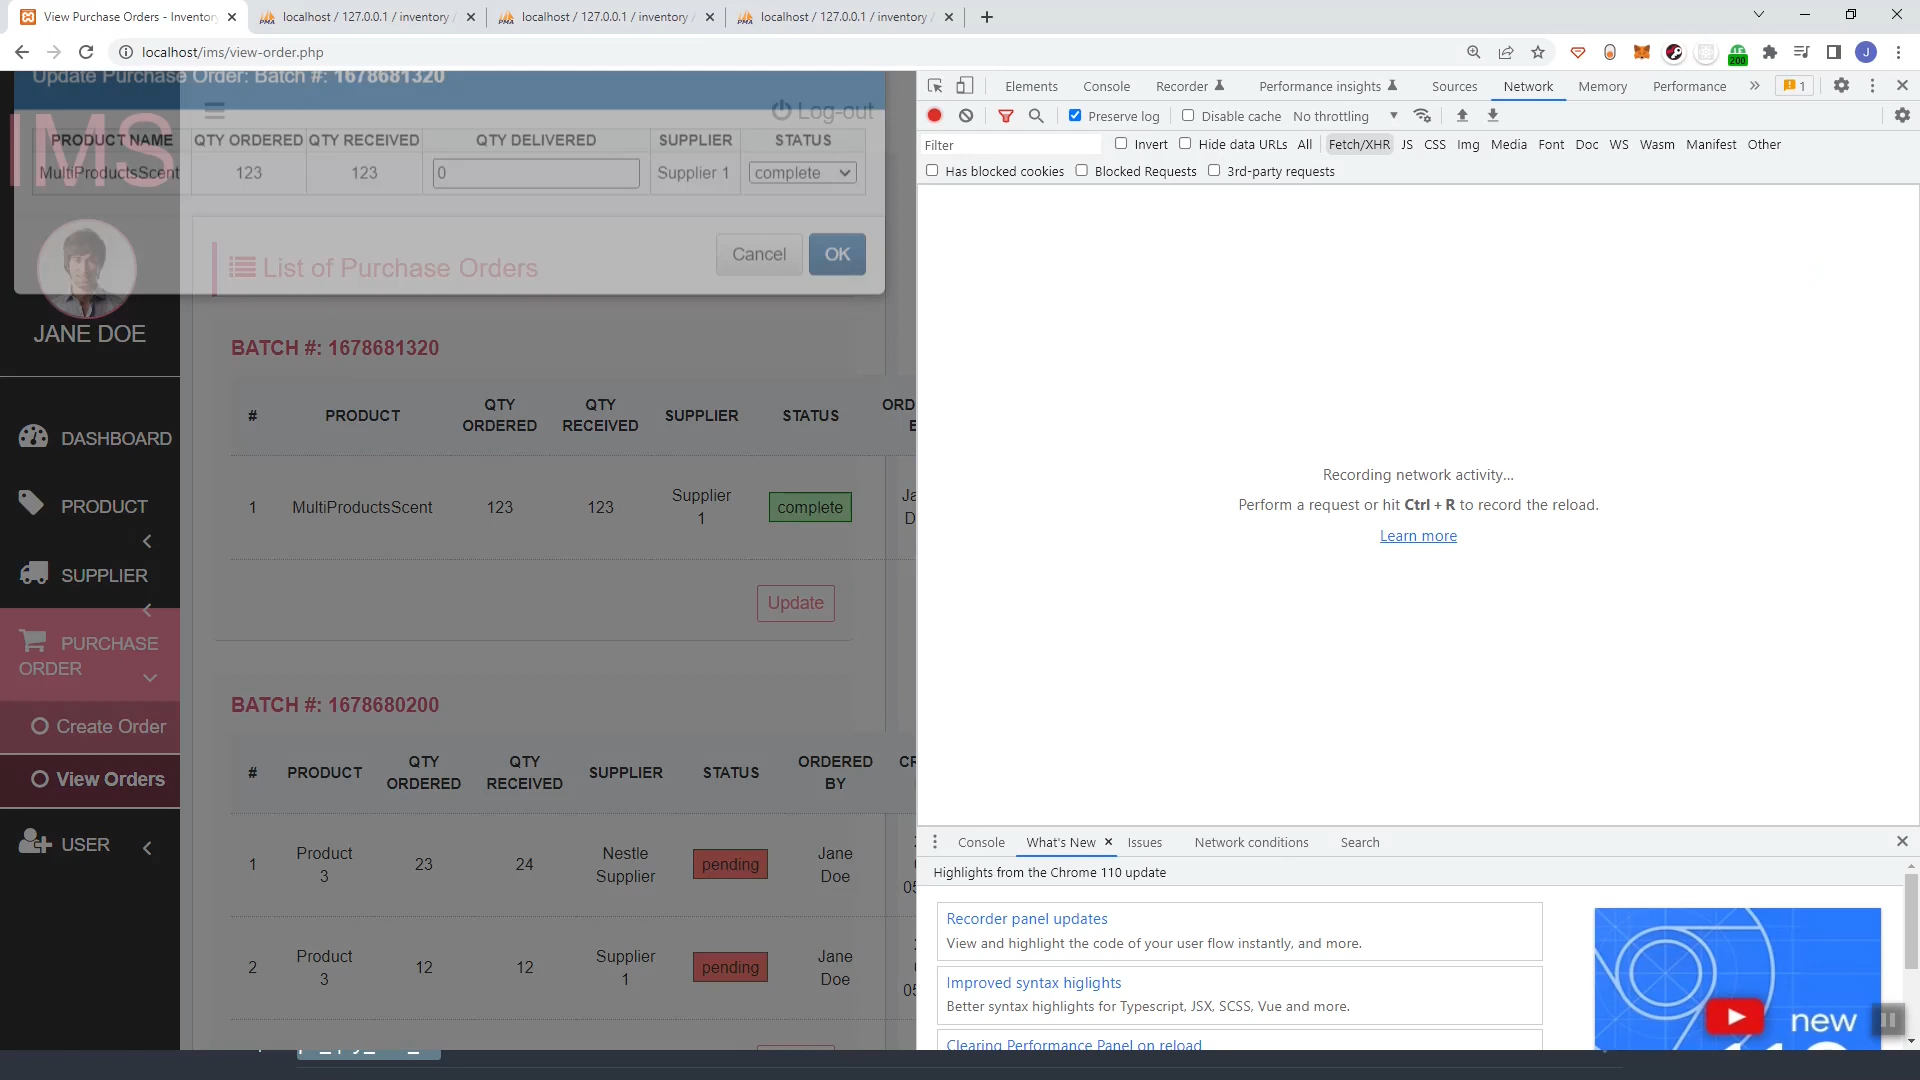 View Purchase Orders - Inventory
localhost / 127.0.0.1 / inventory
localhost / 127.0.0.1 / inventory
localhost / 127.0.0.1 / inventory
localhost/ims/view-order.php
200
J
Update Purchase Order: Batch #: 1678681320
Log-out
IMS
PRODUCT NAME QTY ORDERED QTY RECEIVED QTY DELIVERED SUPPLIER STATUS
MultiProductsScent 123 123 0 Supplier 1 complete
Cancel OK
List of Purchase Orders
JANE DOE
DASHBOARD
PRODUCT
SUPPLIER
PURCHASE ORDER
Create Order
View Orders
USER
BATCH #: 1678681320
# PRODUCT QTY ORDERED QTY RECEIVED SUPPLIER STATUS
1 MultiProductsScent 123 123 Supplier 1 complete
Update
BATCH #: 1678680200
# PRODUCT QTY ORDERED QTY RECEIVED SUPPLIER STATUS ORDERED BY
1 Product 3 23 24 Nestle Supplier pending Jane Doe
2 Product 3 12 12 Supplier 1 pending Jane Doe
Elements Console Recorder Performance insights Sources Network Memory Performance 1
Preserve log Disable cache No throttling
Filter Invert Hide data URLs All Fetch/XHR JS CSS Img Media Font Doc WS Wasm Manifest Other
Has blocked cookies Blocked Requests 3rd-party requests
Recording network activity...
Perform a request or hit Ctrl + R to record the reload.
Learn more
Console What's New Issues Network conditions Search
Highlights from the Chrome 110 update
Recorder panel updates
View and highlight the code of your user flow instantly, and more.
Improved syntax higlights
Better syntax highlights for Typescript, JSX, SCSS, Vue and more.
Clearing Performance Panel on reload
new